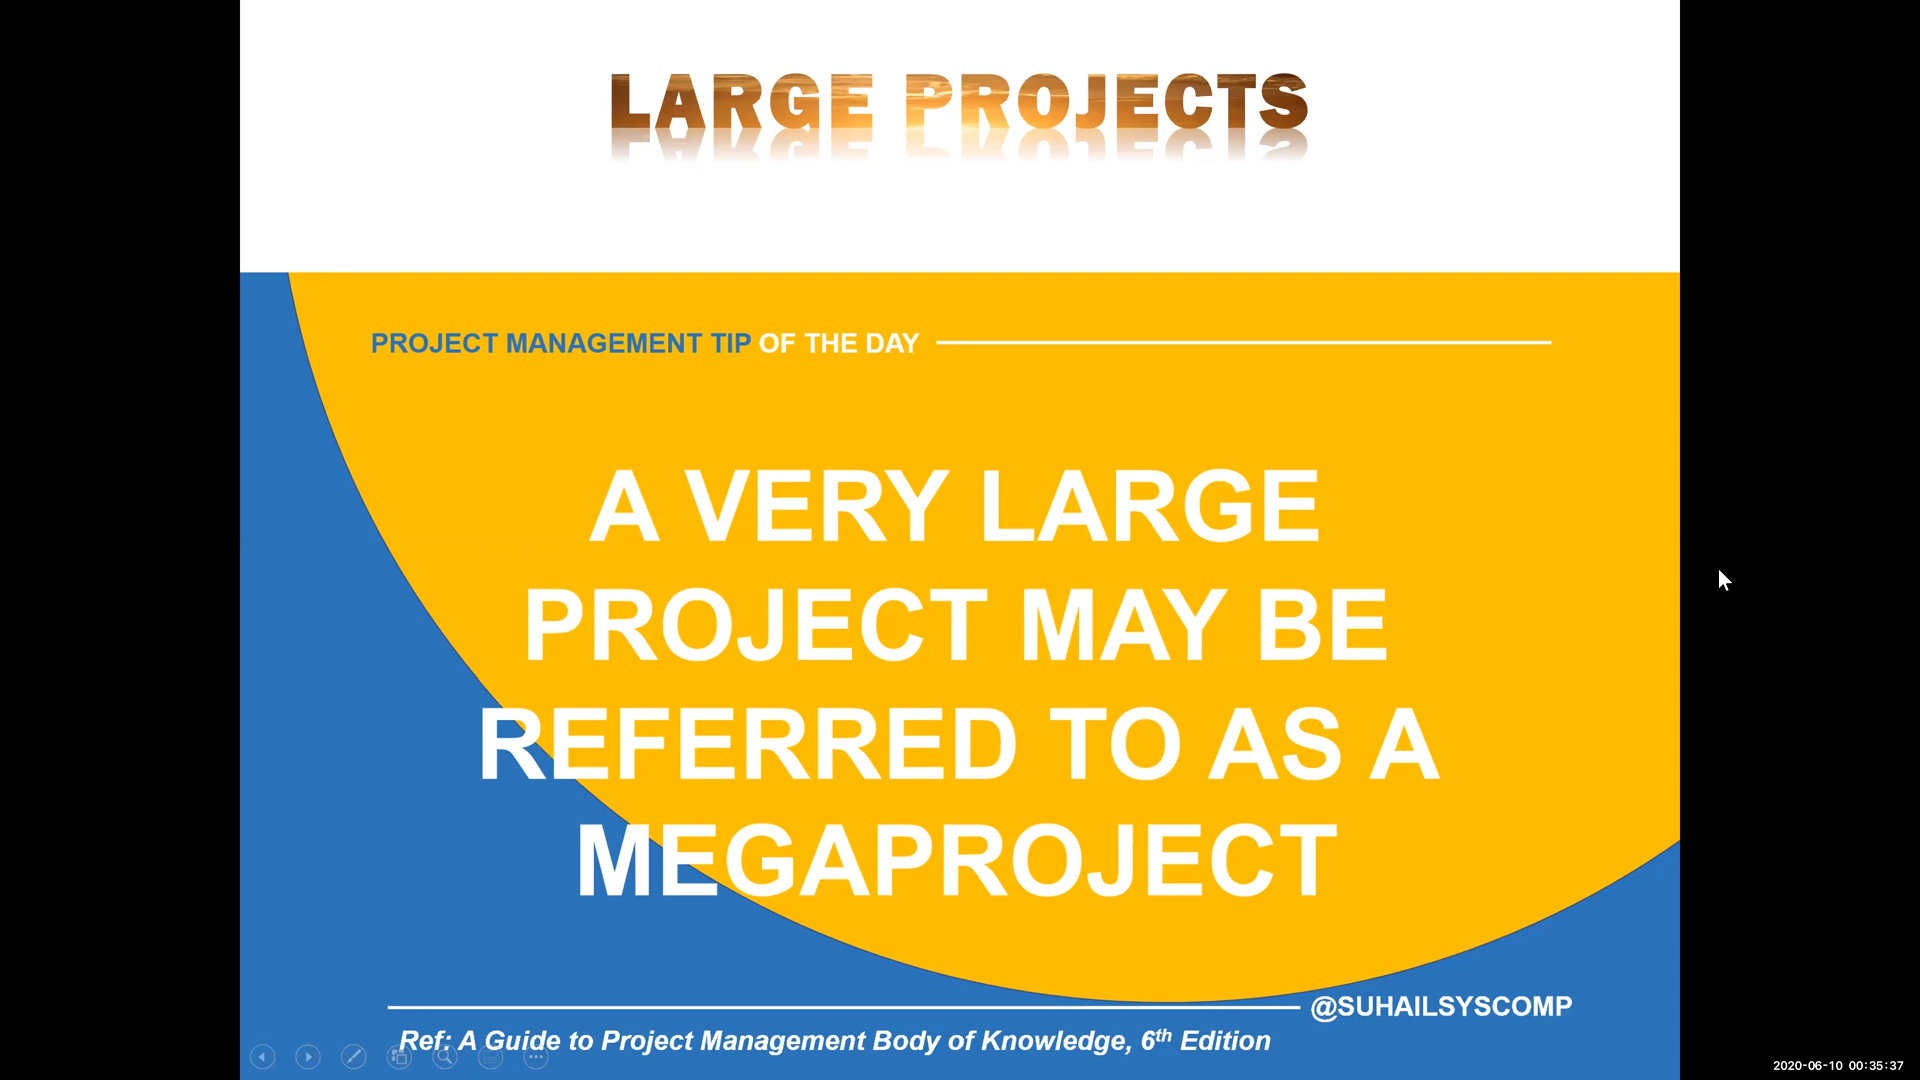 LARGE PROJECTS
PROJECT MANAGEMENT TIP OF THE DAY
A VERY LARGE
PROJECT MAY BE
REFERRED TO AS A
MEGAPROJECT
@SUHAILSYSCOMP
Ref: A Guide to Project Management Body of Knowledge, 6th Edition
2020-06-10 00:35:37